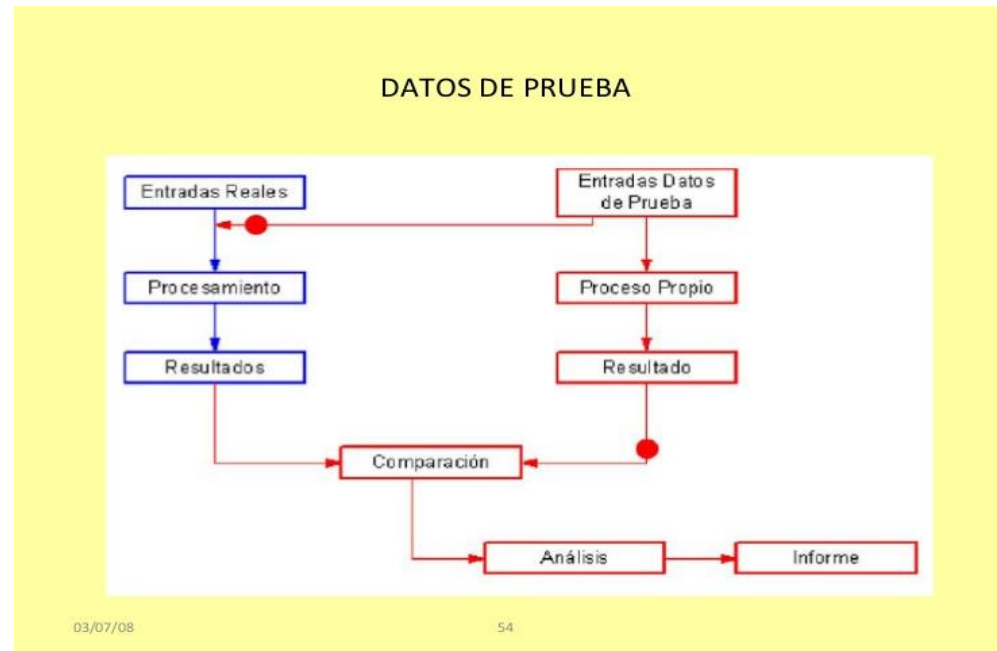 DATOS DE PRUEBA
Entradas Reales
Entradas Datos
de Prueba
Procesamiento
Proceso Propio
Resultados
Resultado
Comparación
Análisis
Informe
03/07/08
54